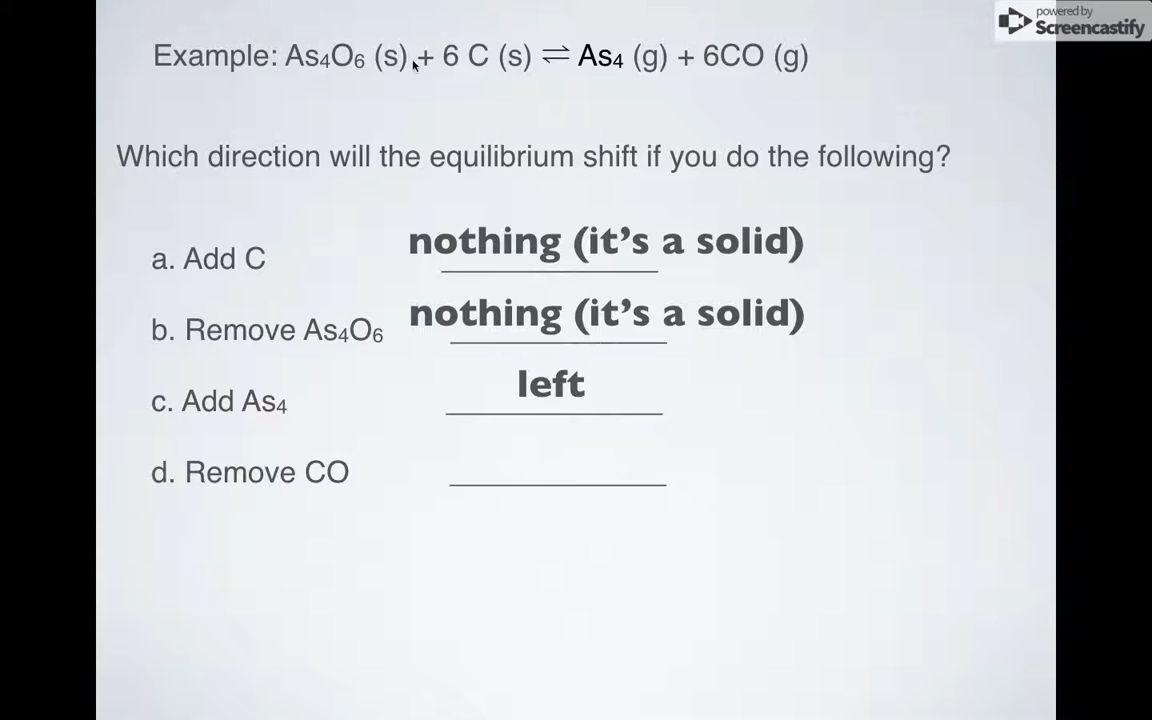 powered by
Screencastify
Example: As₄O₆ (s) + 6 C (s) ⇌ As₄ (g) + 6CO (g)
Which direction will the equilibrium shift if you do the following?
a. Add C nothing (it’s a solid)
b. Remove As₄O₆ nothing (it’s a solid)
c. Add As₄ left
d. Remove CO